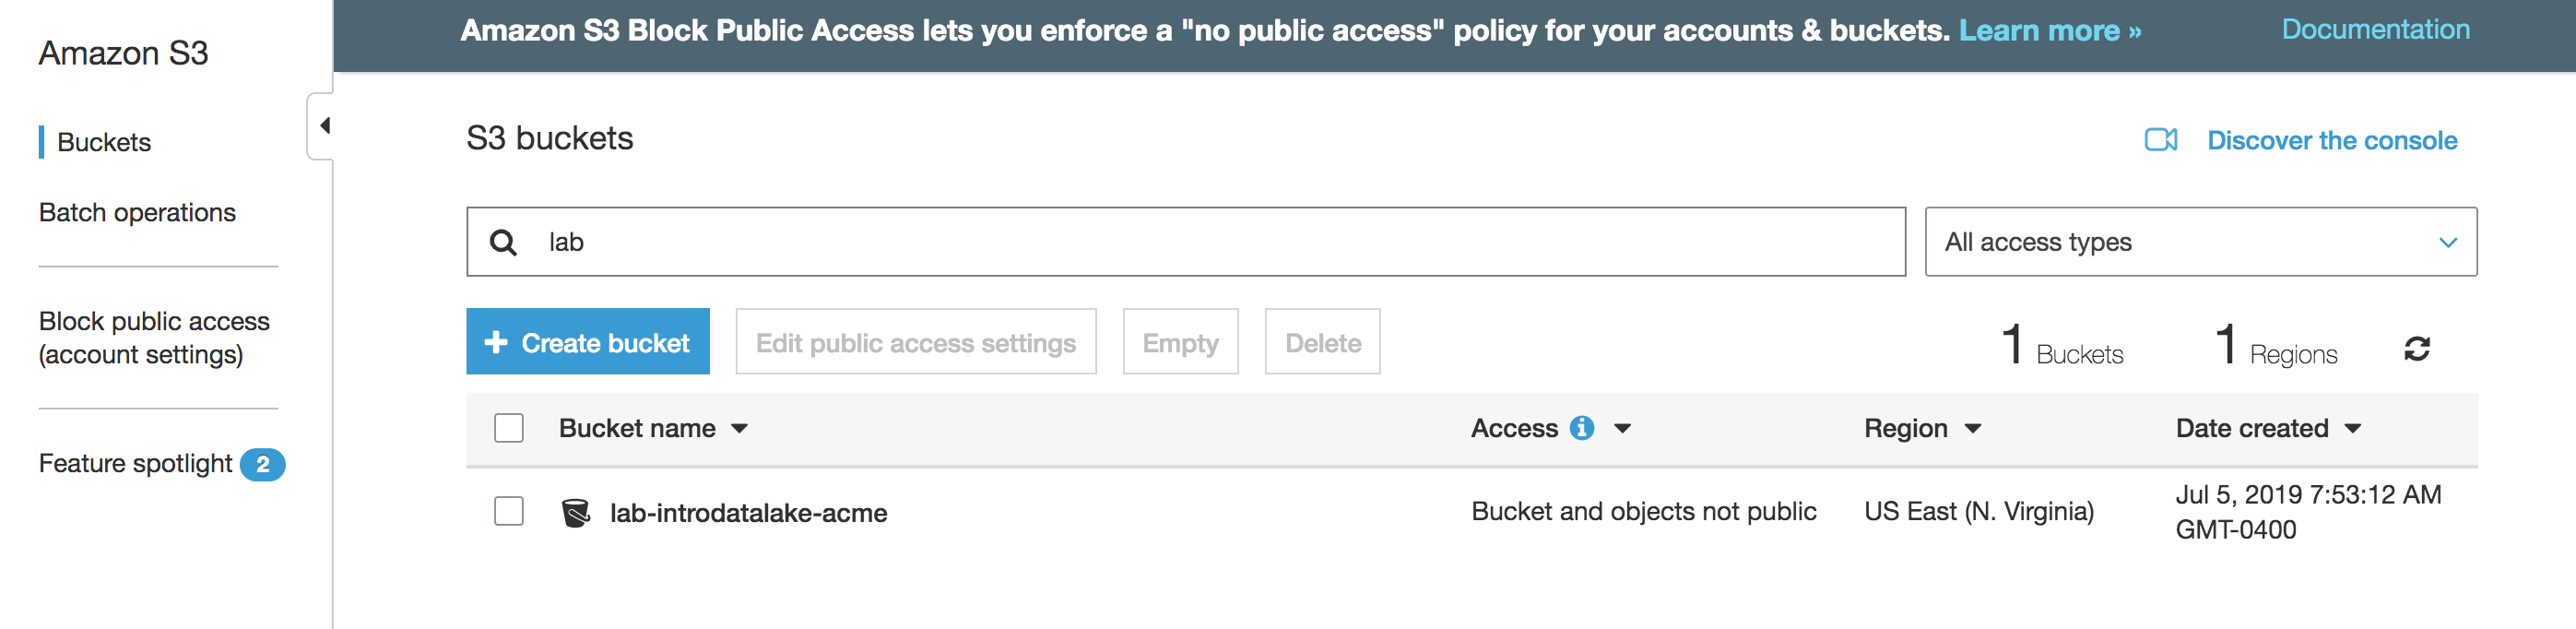 Amazon S3
Buckets
Batch operations
Block public access
(account settings)
Feature spotlight 2
Amazon S3 Block Public Access lets you enforce a "no public access" policy for your accounts & buckets. Learn more » Documentation
S3 buckets
Discover the console
lab
All access types
+ Create bucket Edit public access settings Empty Delete
1 Buckets 1 Regions
Bucket name Access i Region Date created
lab-introdatalake-acme Bucket and objects not public US East (N. Virginia) Jul 5, 2019 7:53:12 AM
GMT-0400